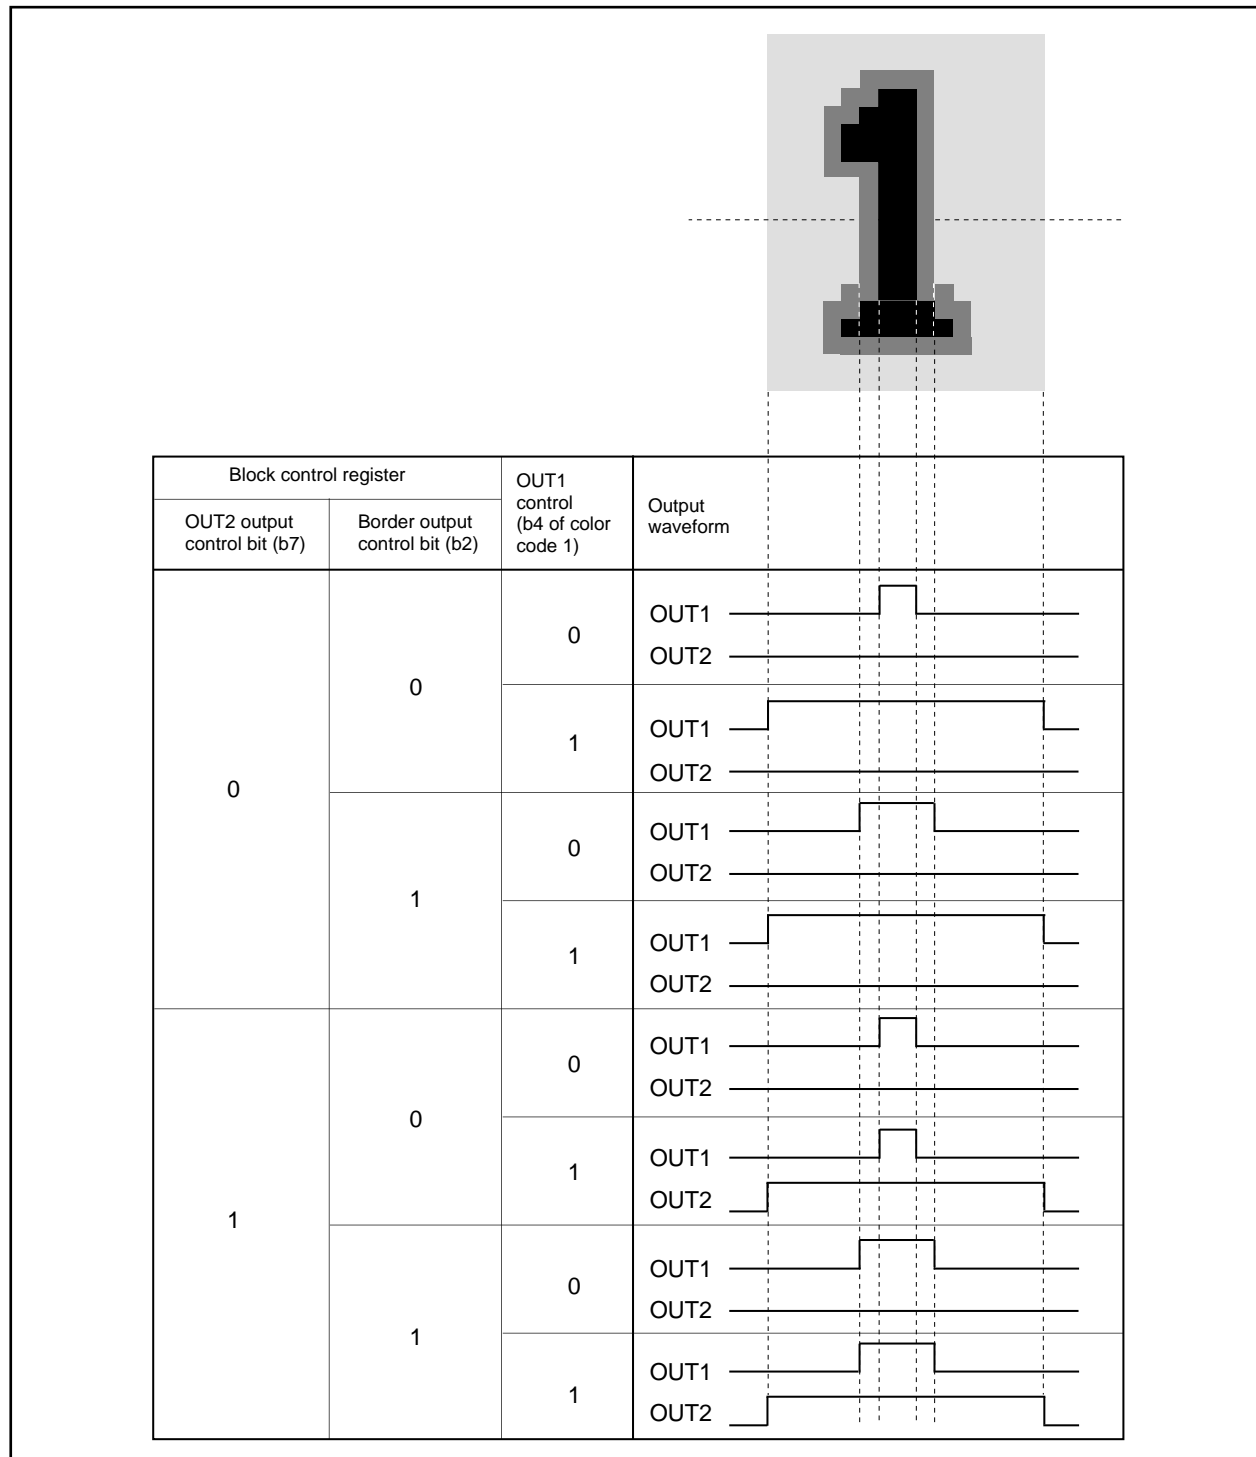 Block control register
OUT1
control
(b4 of color
code 1)
Output
waveform
OUT2 output
control bit (b7)
Border output
control bit (b2)
0
0
0
OUT1
OUT2
1
OUT1
OUT2
1
0
OUT1
OUT2
1
OUT1
OUT2
1
0
0
OUT1
OUT2
1
OUT1
OUT2
1
0
OUT1
OUT2
1
OUT1
OUT2
1